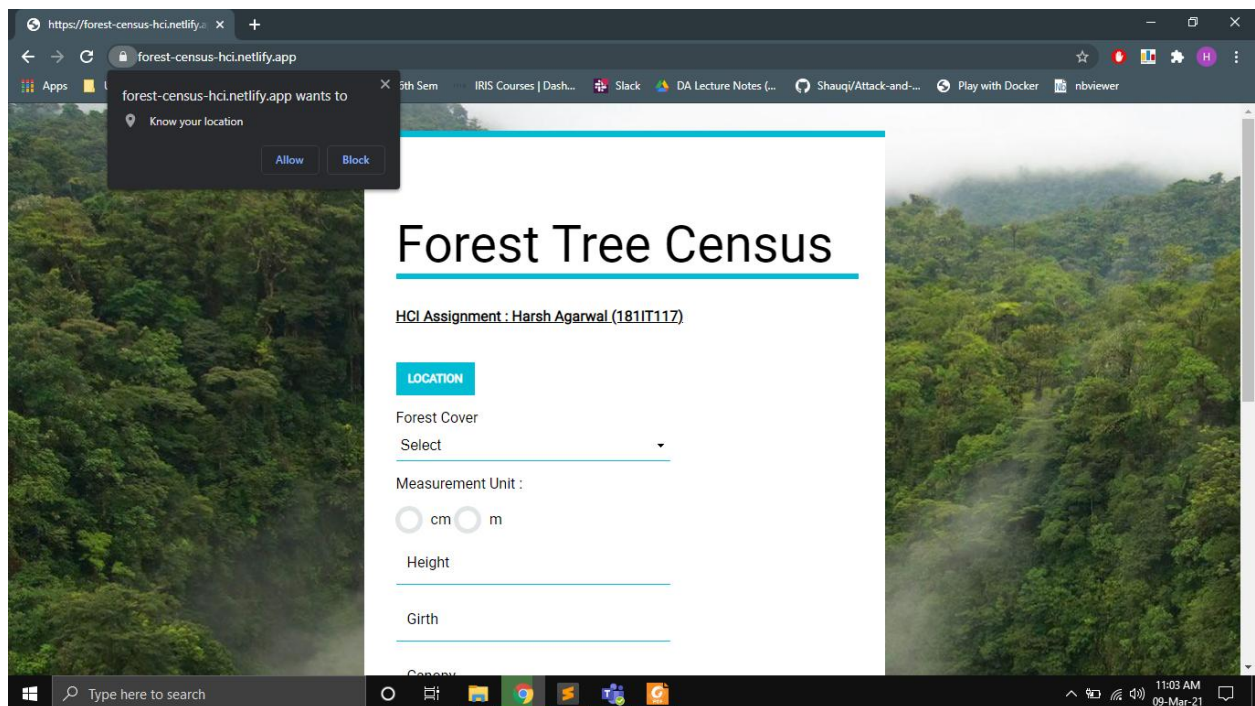 https://forest-census-hci.netlify.a
forest-census-hci.netlify.app
Apps
6th Sem
IRIS Courses | Dash...
Slack
DA Lecture Notes (...
Shauqi/Attack-and-...
Play with Docker
nbviewer
H
forest-census-hci.netlify.app wants to
Know your location
Allow Block
Forest Tree Census
HCI Assignment : Harsh Agarwal (181IT117)
LOCATION
Forest Cover
Select
Measurement Unit :
cm m
Height
Girth
Canopy
Type here to search
11:03 AM
09-Mar-21